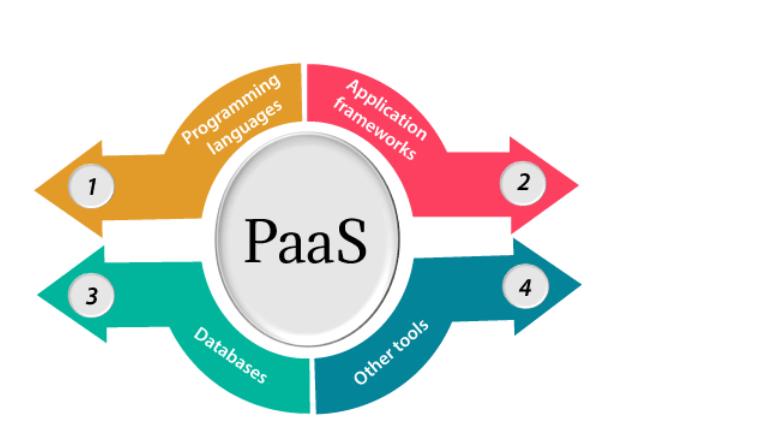 Programming
languages
1
Application
frameworks
2
PaaS
3
Databases
4
Other tools